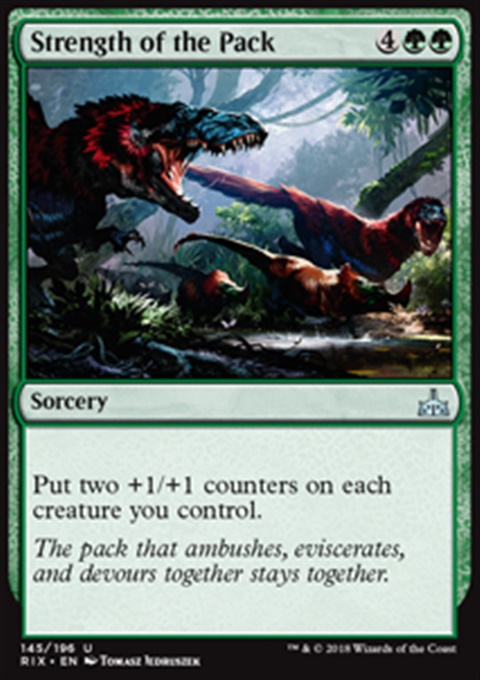 Strength of the Pack 4
Sorcery
Put two +1/+1 counters on each
creature you control.
The pack that ambushes, eviscerates,
and devours together stays together.
145/196 U
RIX • EN Tomasz Jedruszek
™ & © 2018 Wizards of the Coast